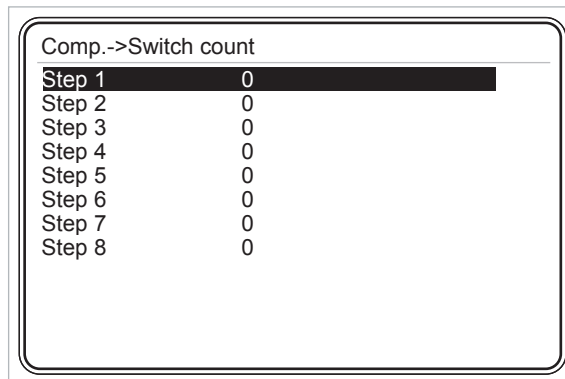 Comp.->Switch count
Step 1 0
Step 2 0
Step 3 0
Step 4 0
Step 5 0
Step 6 0
Step 7 0
Step 8 0